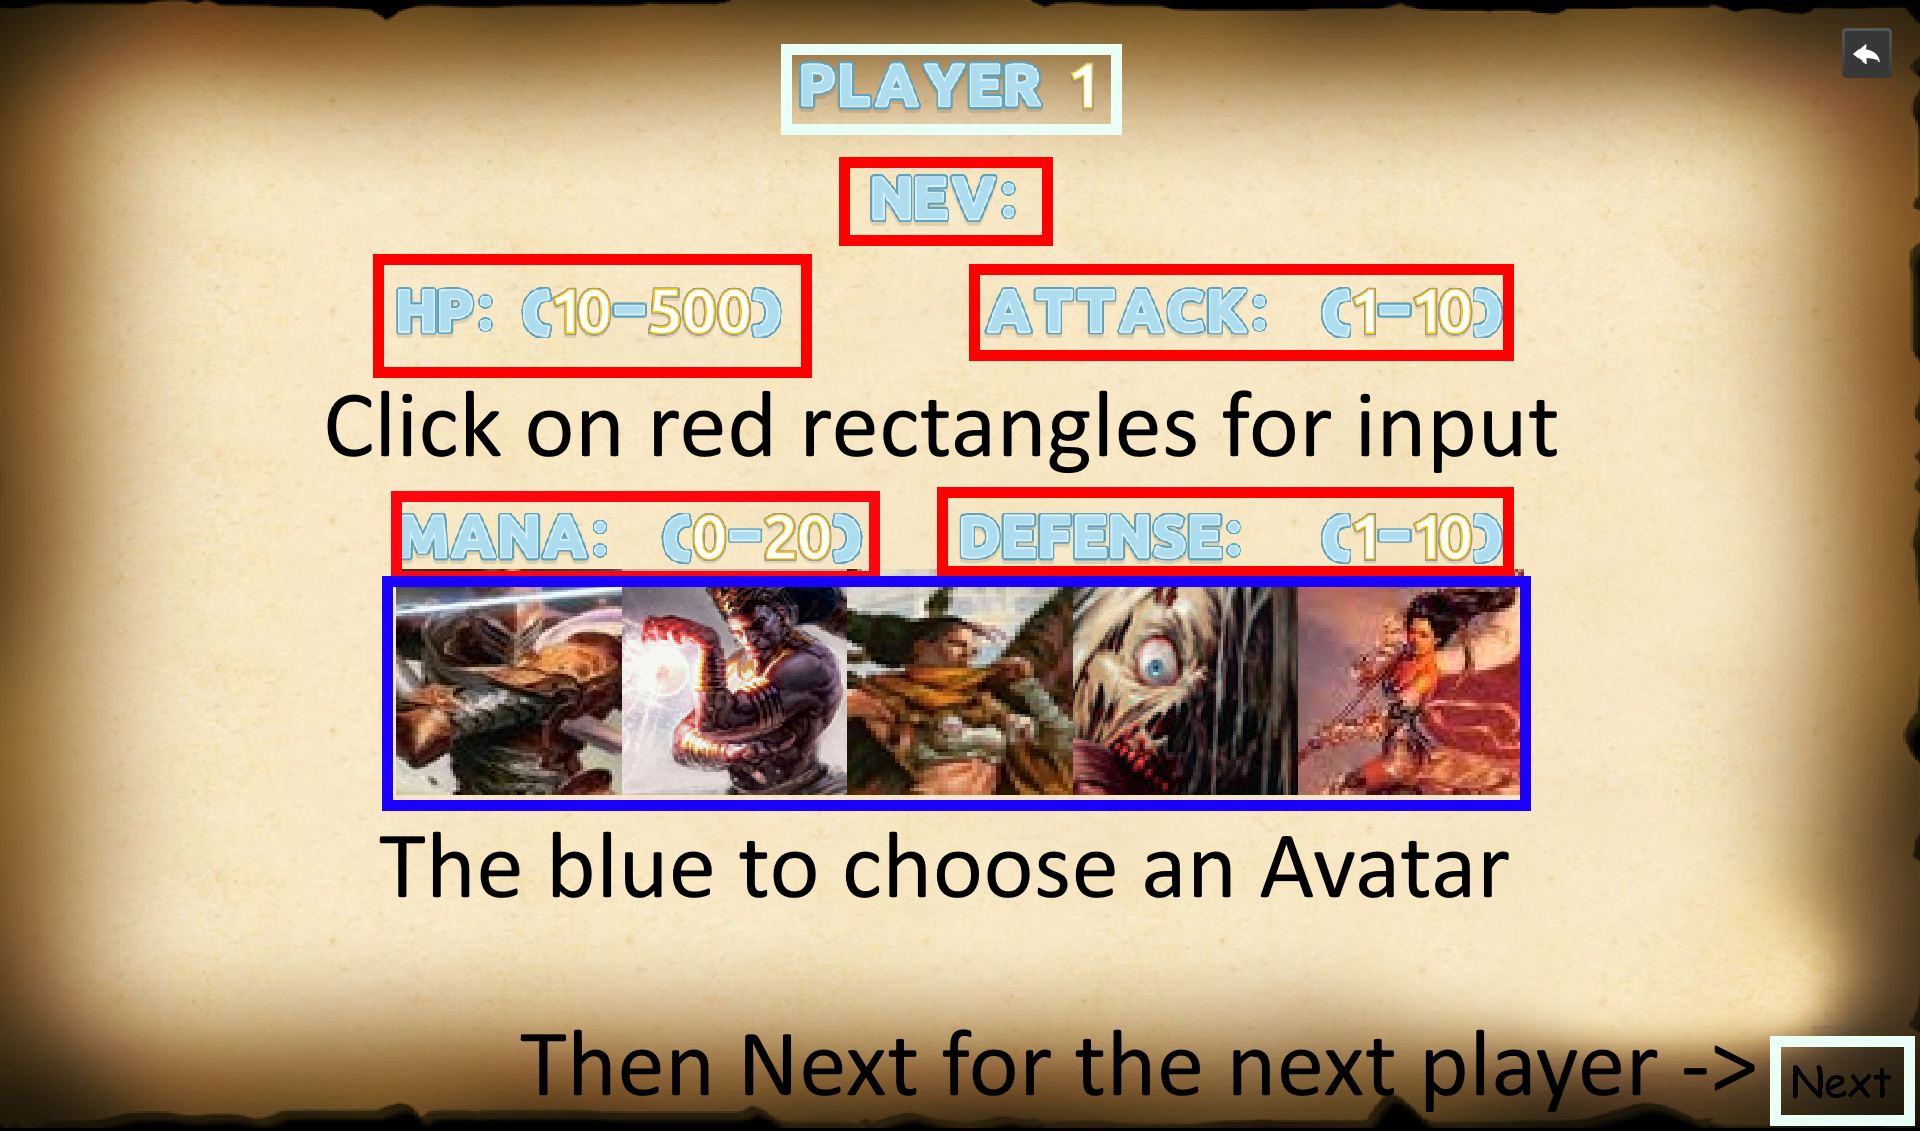 PLAYER 1
NEV:
HP: (10-500) ATTACK: (1-10)
Click on red rectangles for input
MANA: (0-20) DEFENSE: (1-10)
The blue to choose an Avatar
Then Next for the next player -> Next